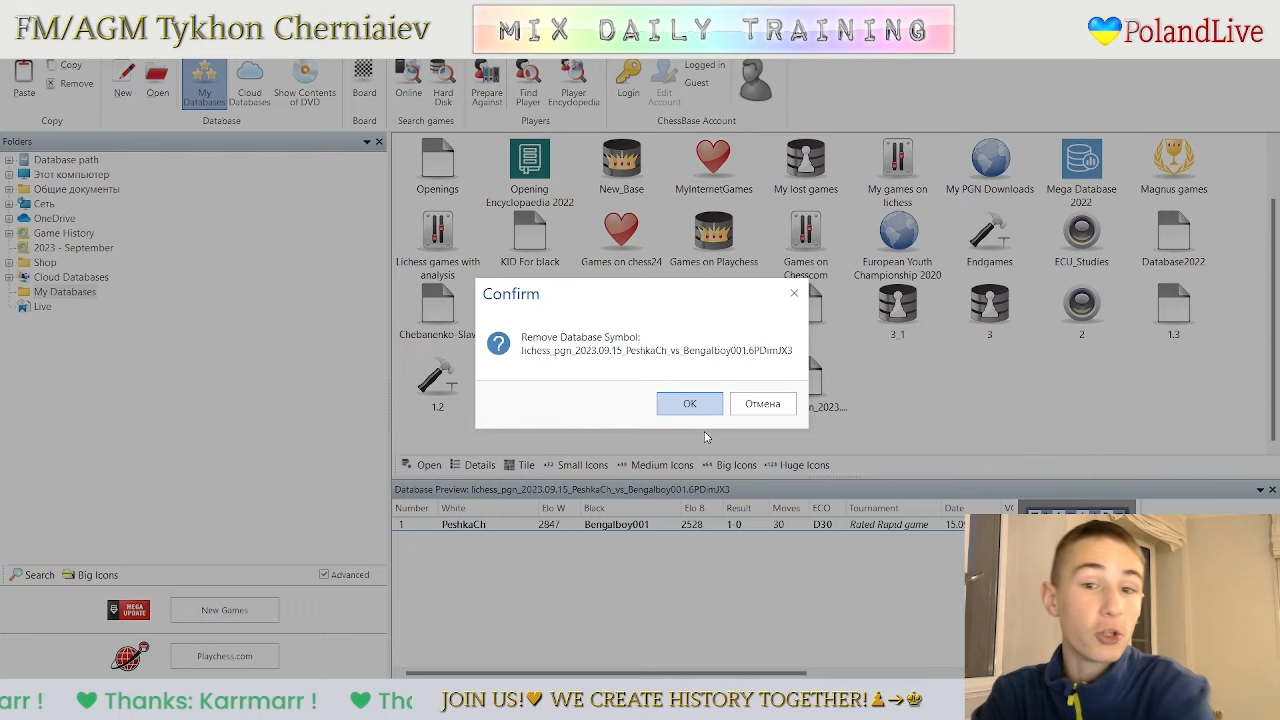 FM/AGM Tykhon Cherniaiev
MIX DAILY TRAINING
PolandLive
Paste
Copy
Remove
Copy
New
Open
My Databases
Cloud Databases
Show Contents of DVD
Database
Board
Board
Online
Hard Disk
Search games
Prepare Against
Find Player
Player Encyclopedia
Players
Login
Edit Account
Logged in
Guest
ChessBase Account
Folders
Database path
Этот компьютер
Общие документы
Сеть
OneDrive
Game History
2023 - September
Shop
Cloud Databases
My Databases
Live
Openings
Opening Encyclopaedia 2022
New_Base
MyInternetGames
My lost games
My games on lichess
My PGN Downloads
Mega Database 2022
Magnus games
Lichess games with analysis
KID For black
Games on chess24
Games on Playchess
Games on Chesscom
European Youth Championship 2020
Endgames
ECU_Studies
Database2022
Chebanenko-Slav
3_1
3
2
1.3
1.2
n_2023....
Confirm
Remove Database Symbol:
lichess_pgn_2023.09.15_PeshkaCh_vs_Bengalboy001.6PDimJX3
OK
Отмена
Open
Details
Tile
Small Icons
Medium Icons
Big Icons
Huge Icons
Database Preview: lichess_pgn_2023.09.15_PeshkaCh_vs_Bengalboy001.6PDimJX3
Number White Elo W Black Elo B Result Moves ECO Tournament Date
1 PeshkaCh 2847 Bengalboy001 2528 1-0 30 D30 Rated Rapid game 15.0
Search
Big Icons
Advanced
MEGA UPDATE
New Games
Playchess.com
arr ! Thanks: Karrmarr ! Tha
JOIN US! WE CREATE HISTORY TOGETHER!